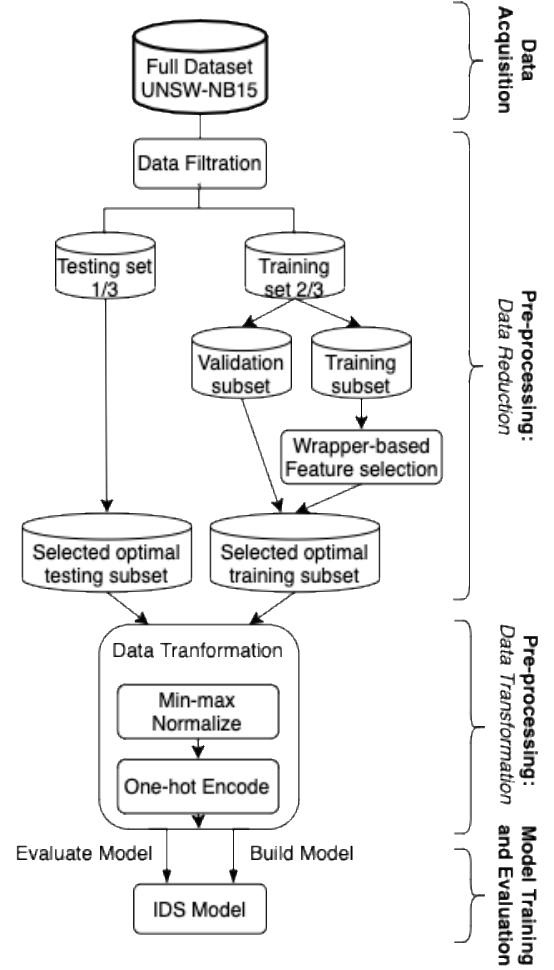 Full Dataset
UNSW-NB15
Data
Acquisition
Data Filtration
Testing set
1/3
Training
set 2/3
Validation
subset
Training
subset
Wrapper-based
Feature selection
Pre-processing:
Data Reduction
Selected optimal
testing subset
Selected optimal
training subset
Data Tranformation
Min-max
Normalize
One-hot Encode
Pre-processing:
Data Transformation
Evaluate Model
Build Model
IDS Model
Model Training
and Evaluation